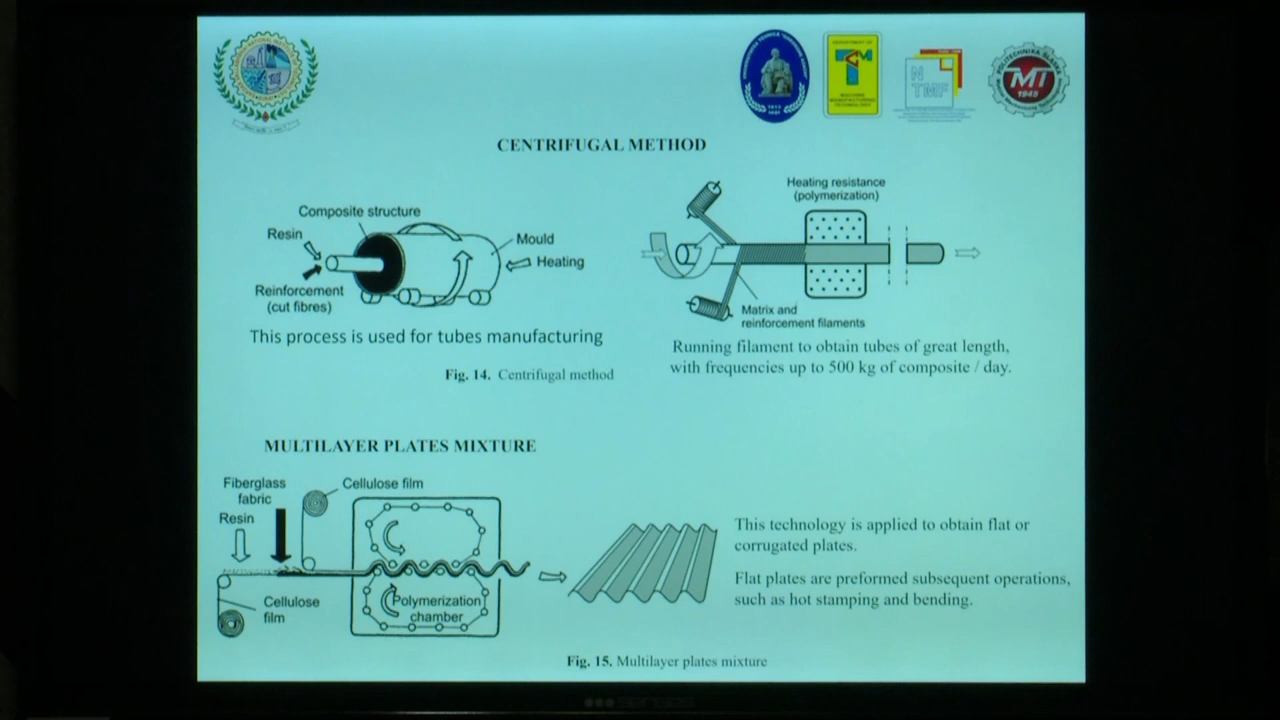 CENTRIFUGAL METHOD
Composite structure
Resin
Mould
Heating
Reinforcement
(cut fibres)
This process is used for tubes manufacturing
Heating resistance
(polymerization)
Matrix and
reinforcement filaments
Running filament to obtain tubes of great length,
with frequencies up to 500 kg of composite / day.
Fig. 14. Centrifugal method
MULTILAYER PLATES MIXTURE
Fiberglass
fabric
Cellulose film
Resin
Cellulose
film
Polymerization
chamber
This technology is applied to obtain flat or
corrugated plates.
Flat plates are preformed subsequent operations,
such as hot stamping and bending.
Fig. 15. Multilayer plates mixture
N
TMF
MT
1945